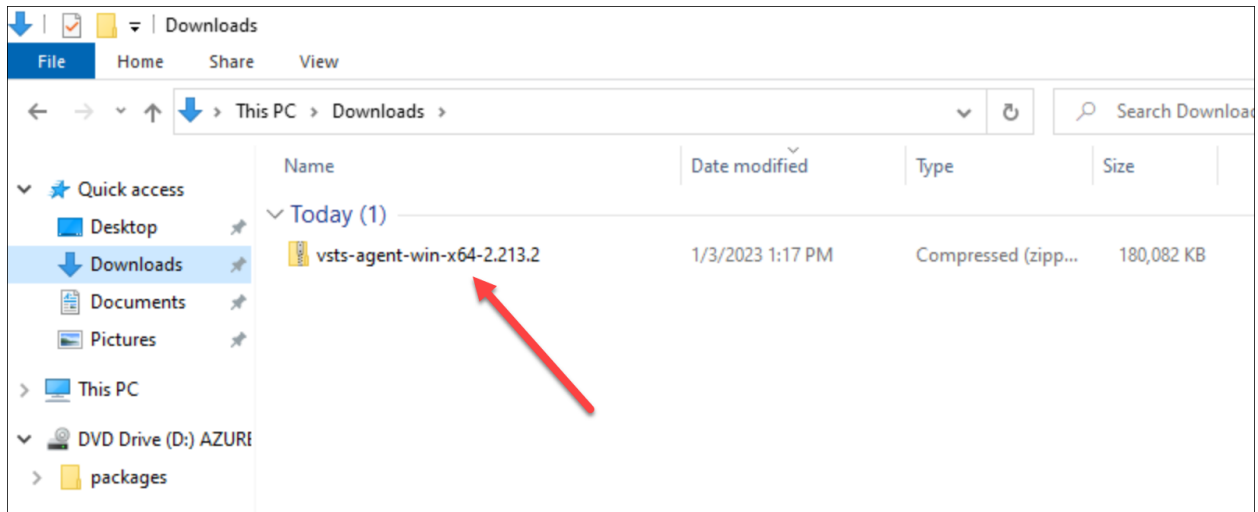 Downloads
File Home Share View
This PC > Downloads >
Search Downloa
Name Date modified Type Size
Quick access
Desktop
Downloads
Documents
Pictures
This PC
DVD Drive (D:) AZURE
packages
Today (1)
vsts-agent-win-x64-2.213.2 1/3/2023 1:17 PM Compressed (zipp... 180,082 KB